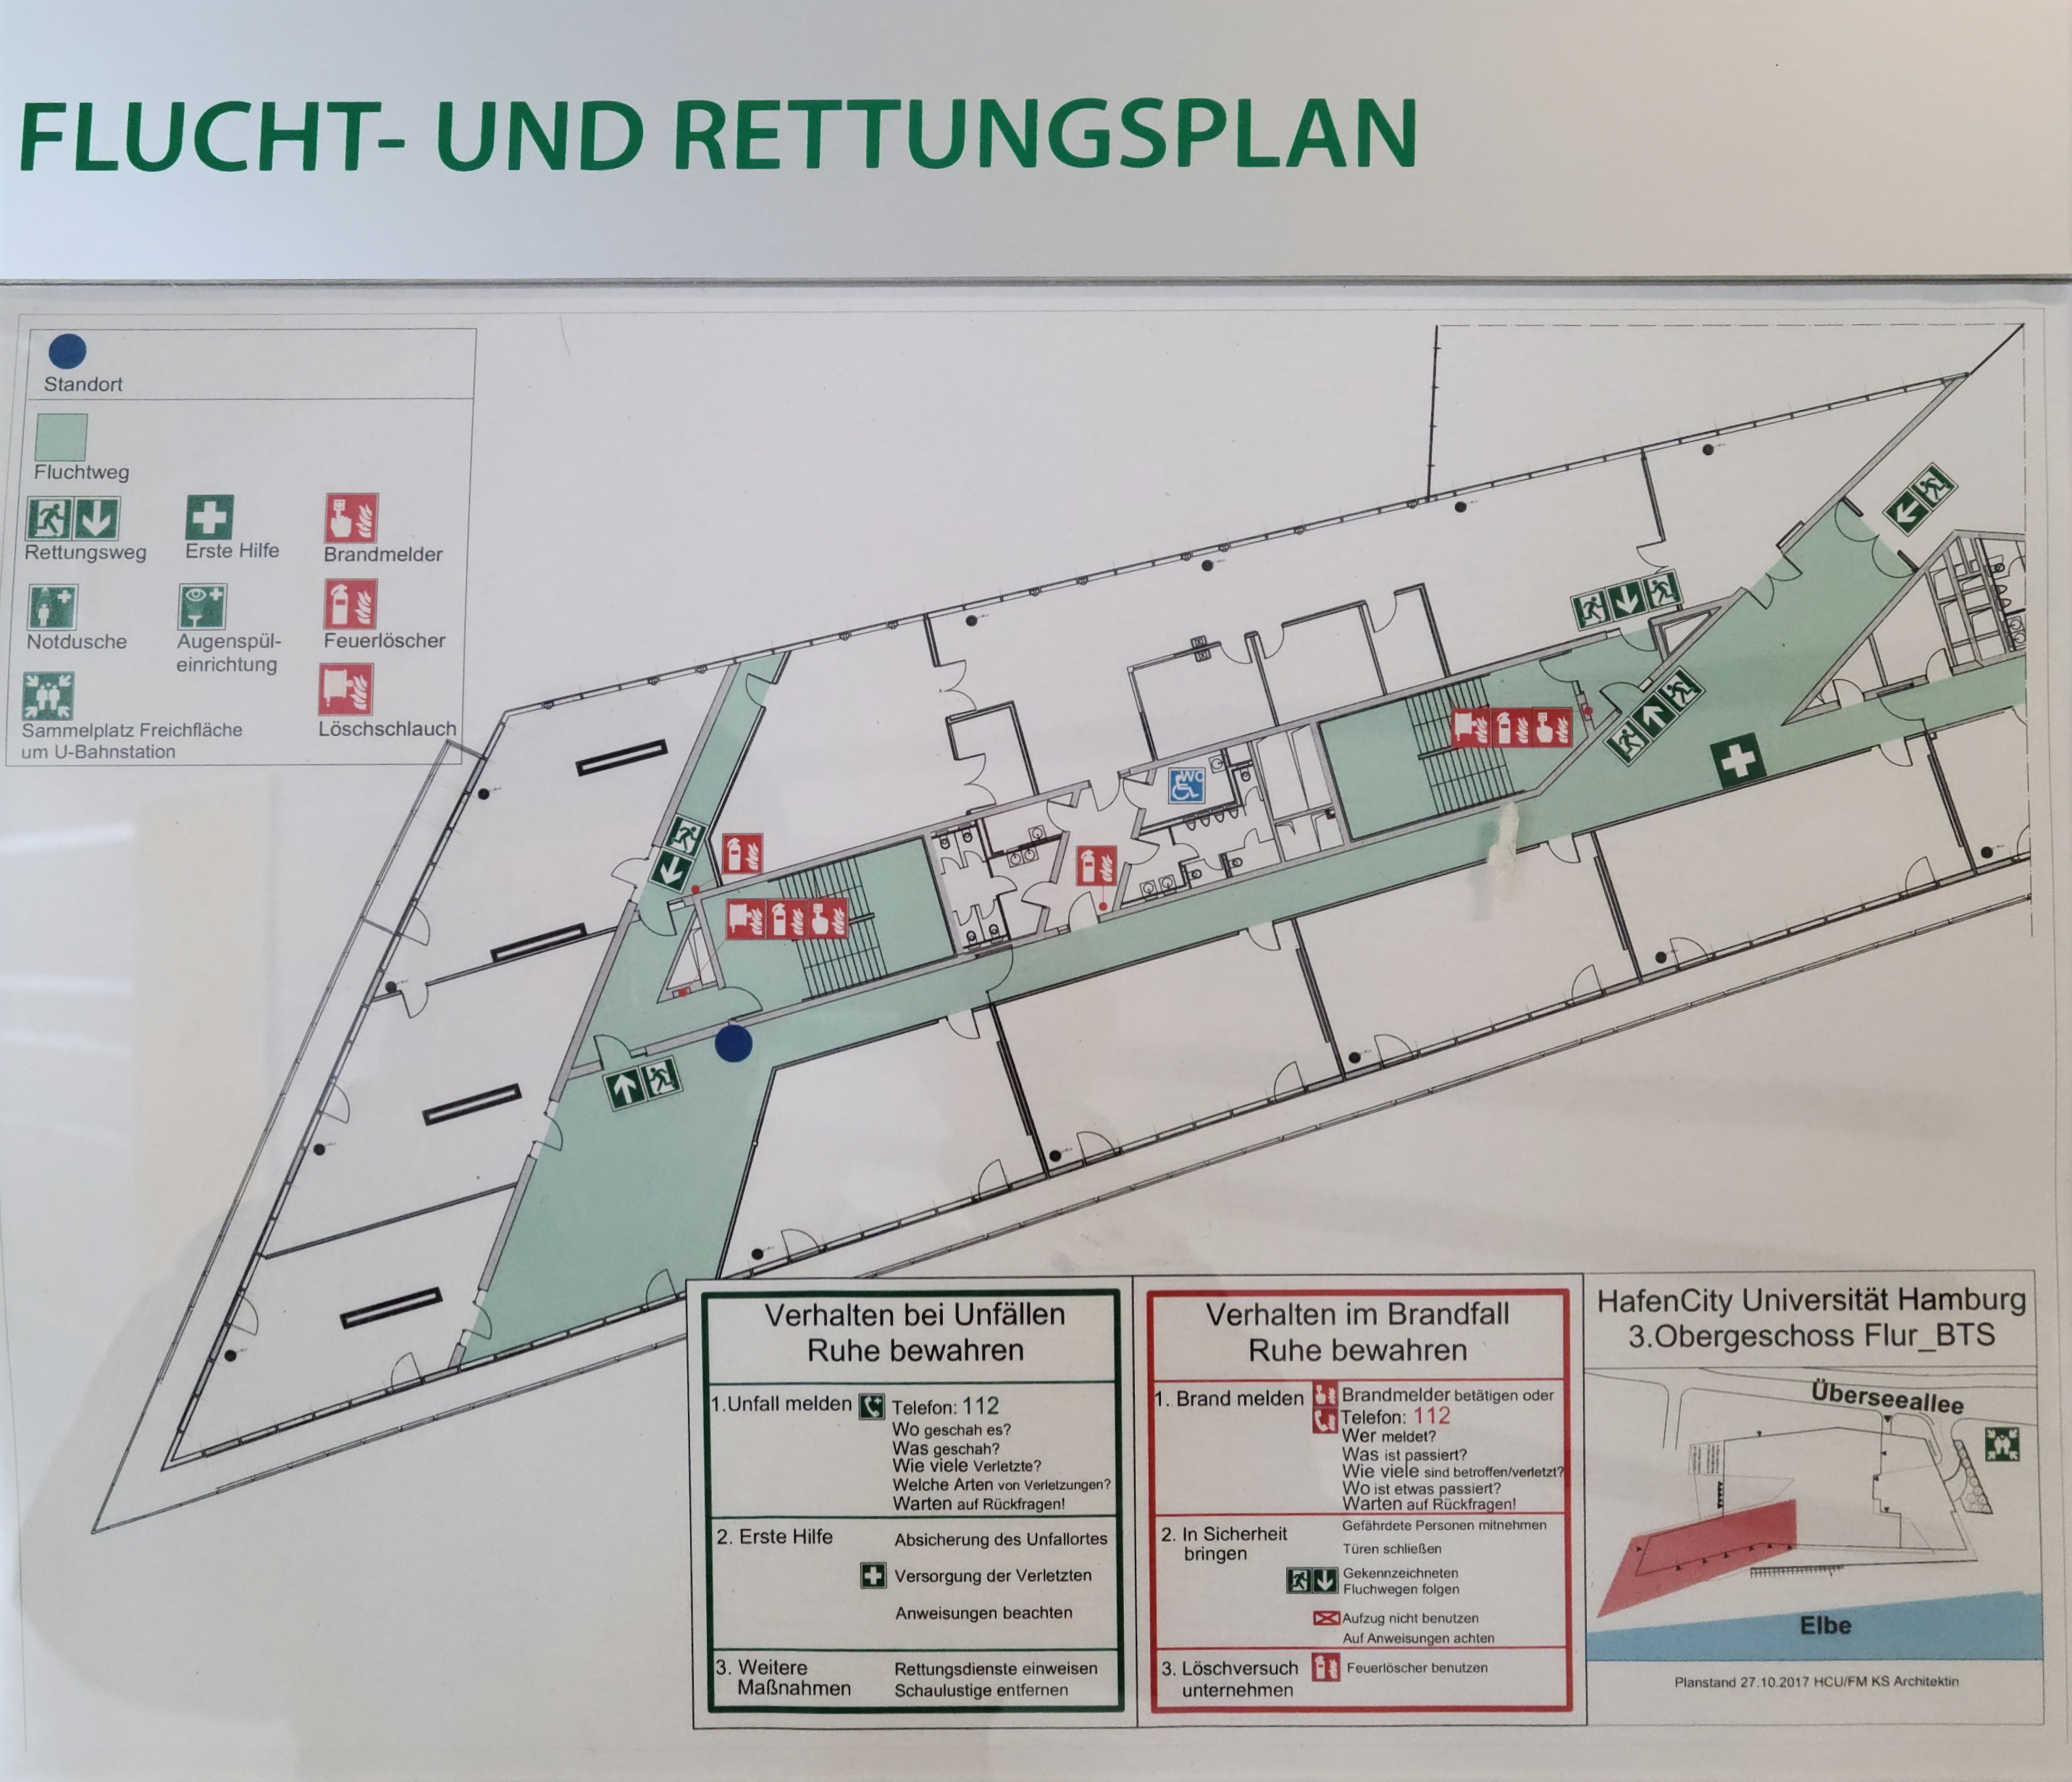 FLUCHT- UND RETTUNGSPLAN
Standort
Fluchtweg
Rettungsweg
Erste Hilfe
Brandmelder
Notdusche
Augenspül-
einrichtung
Feuerlöscher
Sammelplatz Freichfläche
um U-Bahnstation
Löschschlauch
WC
Verhalten bei Unfällen
Ruhe bewahren
1.Unfall melden
Telefon: 112
Wo geschah es?
Was geschah?
Wie viele Verletzte?
Welche Arten von Verletzungen?
Warten auf Rückfragen!
2. Erste Hilfe
Absicherung des Unfallortes
Versorgung der Verletzten
Anweisungen beachten
3. Weitere
Maßnahmen
Rettungsdienste einweisen
Schaulustige entfernen
Verhalten im Brandfall
Ruhe bewahren
1. Brand melden
Brandmelder betätigen oder
Telefon: 112
Wer meldet?
Was ist passiert?
Wie viele sind betroffen/verletzt?
Wo ist etwas passiert?
Warten auf Rückfragen!
2. In Sicherheit
bringen
Gefährdete Personen mitnehmen
Türen schließen
Gekennzeichneten
Fluchwegen folgen
Aufzug nicht benutzen
Auf Anweisungen achten
3. Löschversuch
unternehmen
Feuerlöscher benutzen
HafenCity Universität Hamburg
3.Obergeschoss Flur_BTS
Überseeallee
Elbe
Planstand 27.10.2017 HCU/FM KS Architektin